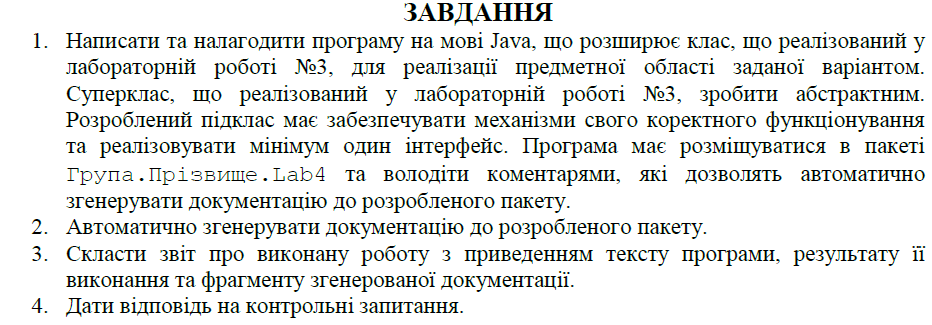 ЗАВДАННЯ
1. Написати та налагодити програму на мові Java, що розширює клас, що реалізований у
лабораторній роботі №3, для реалізації предметної області заданої варіантом.
Суперклас, що реалізований у лабораторній роботі №3, зробити абстрактним.
Розроблений підклас має забезпечувати механізми свого коректного функціонування
та реалізовувати мінімум один інтерфейс. Програма має розміщуватися в пакеті
Група.Прізвище.Lab4 та володіти коментарями, які дозволять автоматично
згенерувати документацію до розробленого пакету.
2. Автоматично згенерувати документацію до розробленого пакету.
3. Скласти звіт про виконану роботу з приведенням тексту програми, результату її
виконання та фрагменту згенерованої документації.
4. Дати відповідь на контрольні запитання.